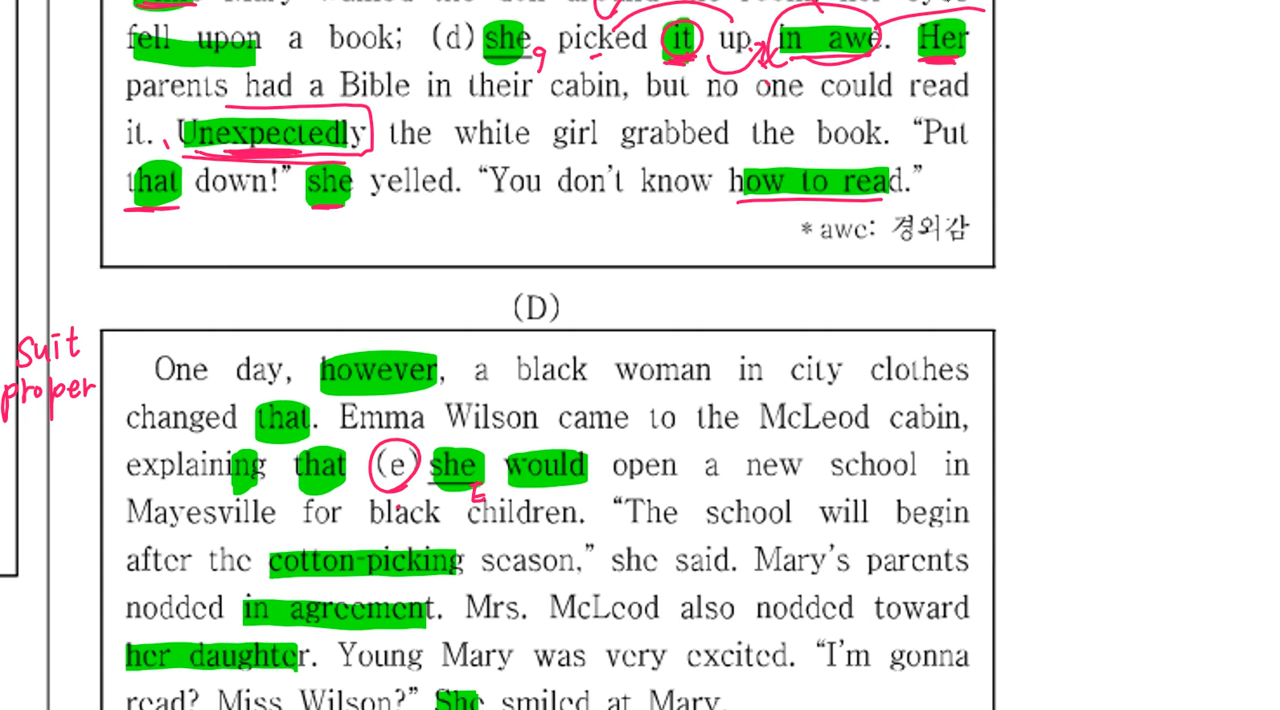 fell upon a book; (d) she picked it up in awe. Her
parents had a Bible in their cabin, but no one could read
it. Unexpectedly the white girl grabbed the book. “Put
that down!” she yelled. “You don’t know how to read.”
* awe: 경외감
(D)
suit
proper
One day, however, a black woman in city clothes
changed that. Emma Wilson came to the McLeod cabin,
explaining that (e) she would open a new school in
Mayesville for black children. “The school will begin
after the cotton-picking season,” she said. Mary’s parents
nodded in agreement. Mrs. McLeod also nodded toward
her daughter. Young Mary was very excited. “I’m gonna
read? Miss Wilson?” She smiled at Mary.